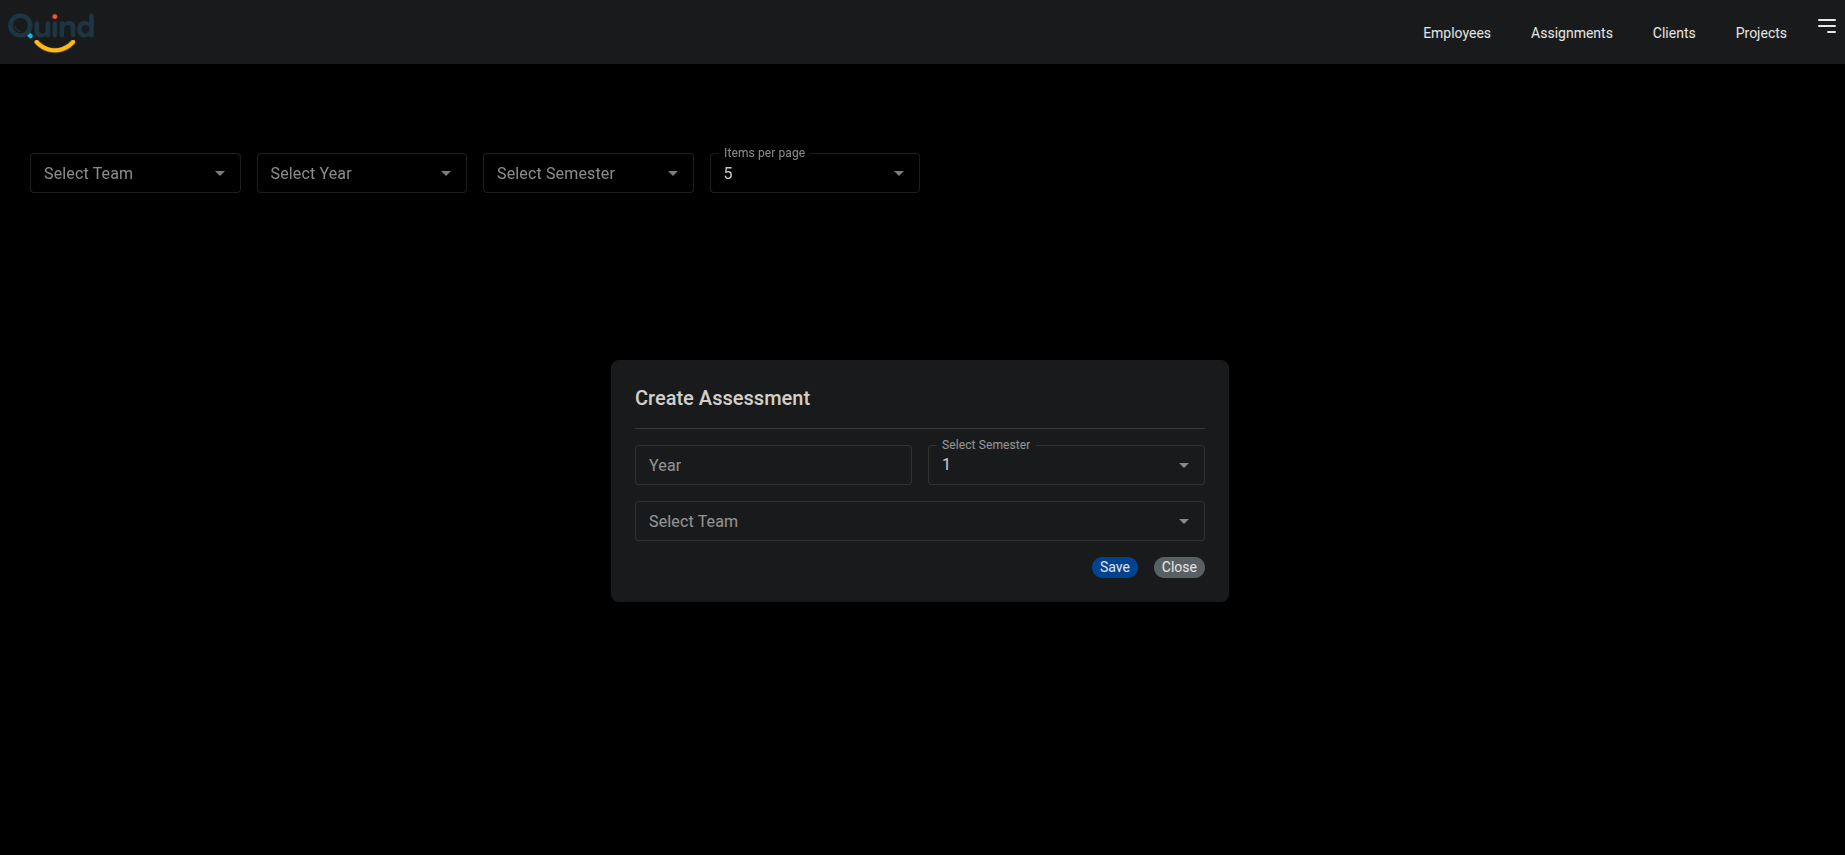 Quind
Employees Assignments Clients Projects
Select Team Select Year Select Semester Items per page
5
Create Assessment
Year Select Semester
1
Select Team
Save Close